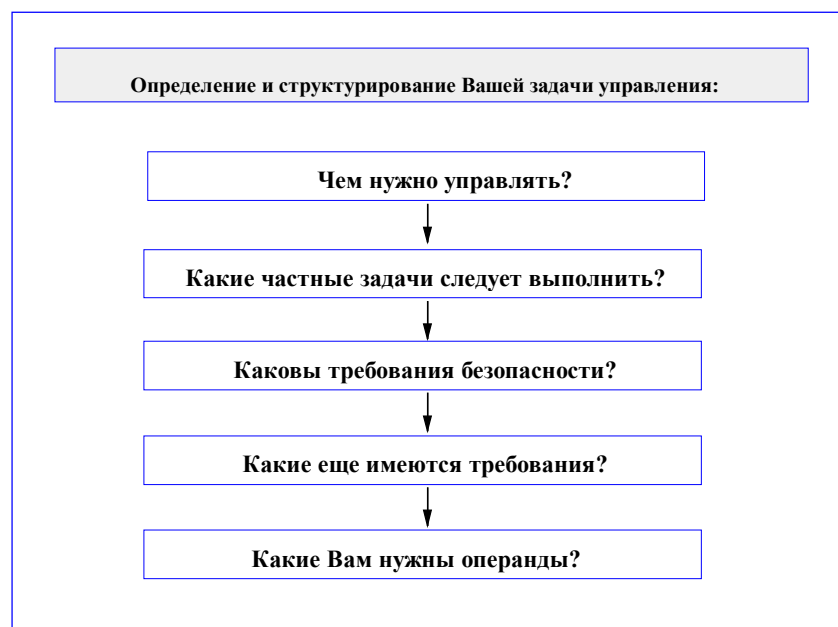 Определение и структурирование Вашей задачи управления:
Чем нужно управлять?
Какие частные задачи следует выполнить?
Каковы требования безопасности?
Какие еще имеются требования?
Какие Вам нужны операнды?